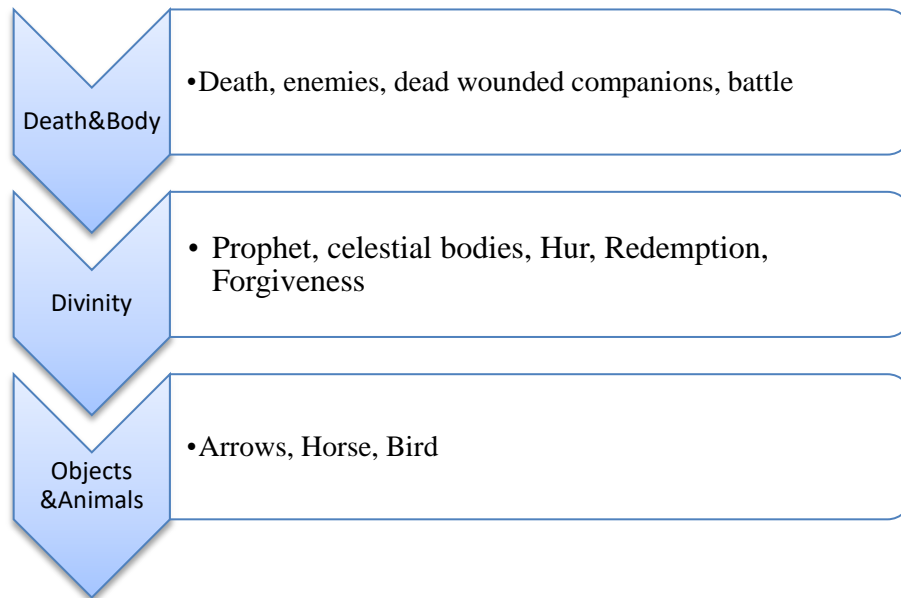 Death&Body
•Death, enemies, dead wounded companions, battle
Divinity
• Prophet, celestial bodies, Hur, Redemption,
Forgiveness
Objects
&Animals
•Arrows, Horse, Bird